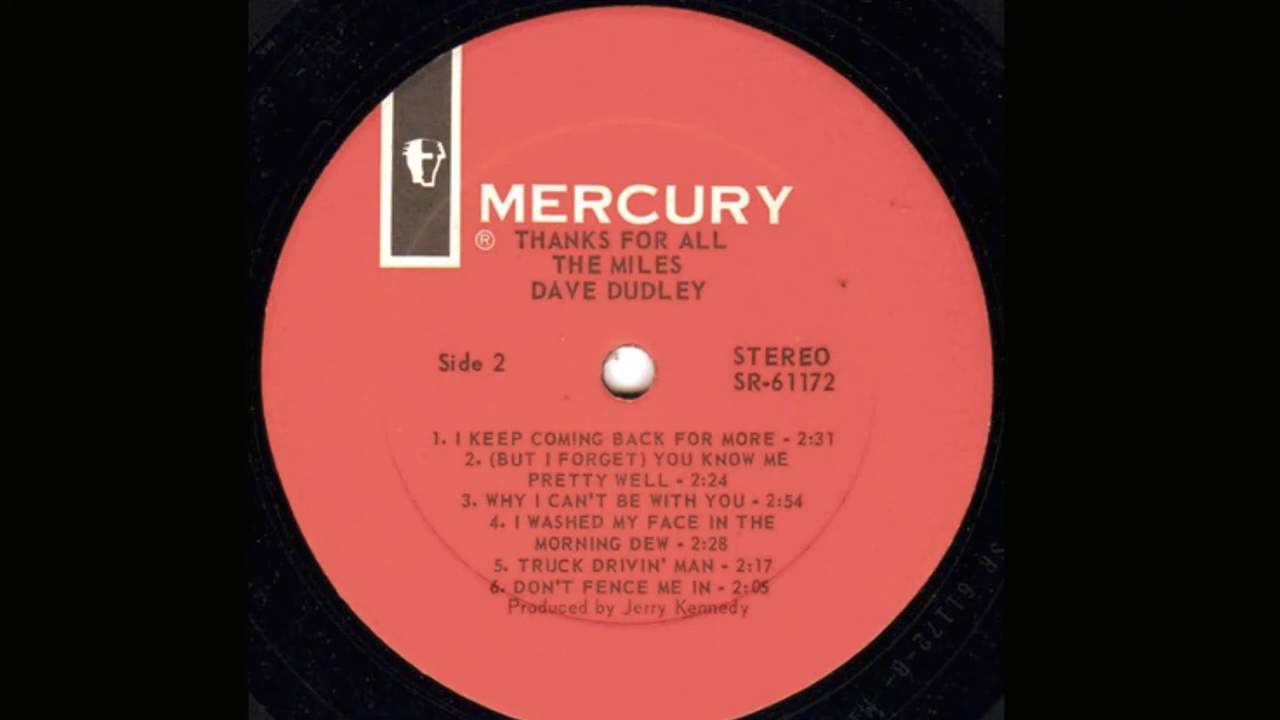 MERCURY
® THANKS FOR ALL
THE MILES
DAVE DUDLEY
Side 2
STEREO
SR-61172
1. I KEEP COMING BACK FOR MORE - 2:31
2. (BUT I FORGET) YOU KNOW ME
PRETTY WELL - 2:24
3. WHY I CAN'T BE WITH YOU - 2:54
4. I WASHED MY FACE IN THE
MORNING DEW - 2:28
5. TRUCK DRIVIN' MAN - 2:17
6. DON'T FENCE ME IN - 2:05
Produced by Jerry Kennedy
SR 61172-B-